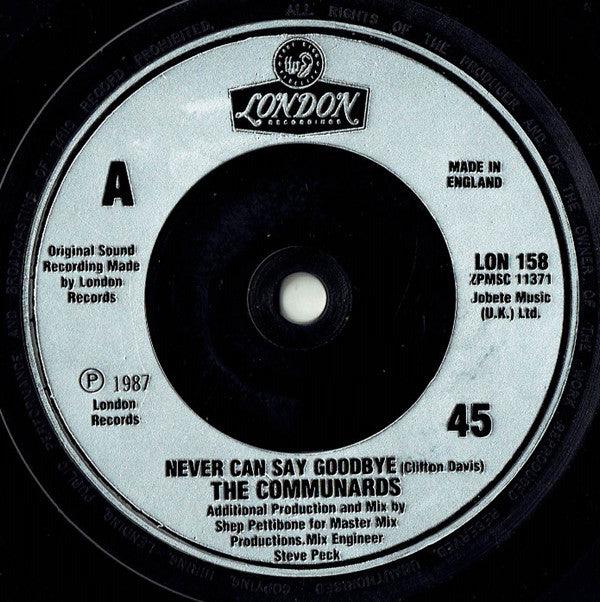 LONDON
RECORDINGS
A
MADE IN
ENGLAND
Original Sound
Recording Made
by London
Records
LON 158
ZPMSC 11371
Jobete Music
(U.K.) Ltd.
Ⓟ 1987
London
Records
45
NEVER CAN SAY GOODBYE (Clifton Davis)
THE COMMUNARDS
Additional Production and Mix by
Shep Pettibone for Master Mix
Productions.Mix Engineer
Steve Peck
ALL RIGHTS OF THE PRODUCER AND OF THE OWNER OF THE WORK